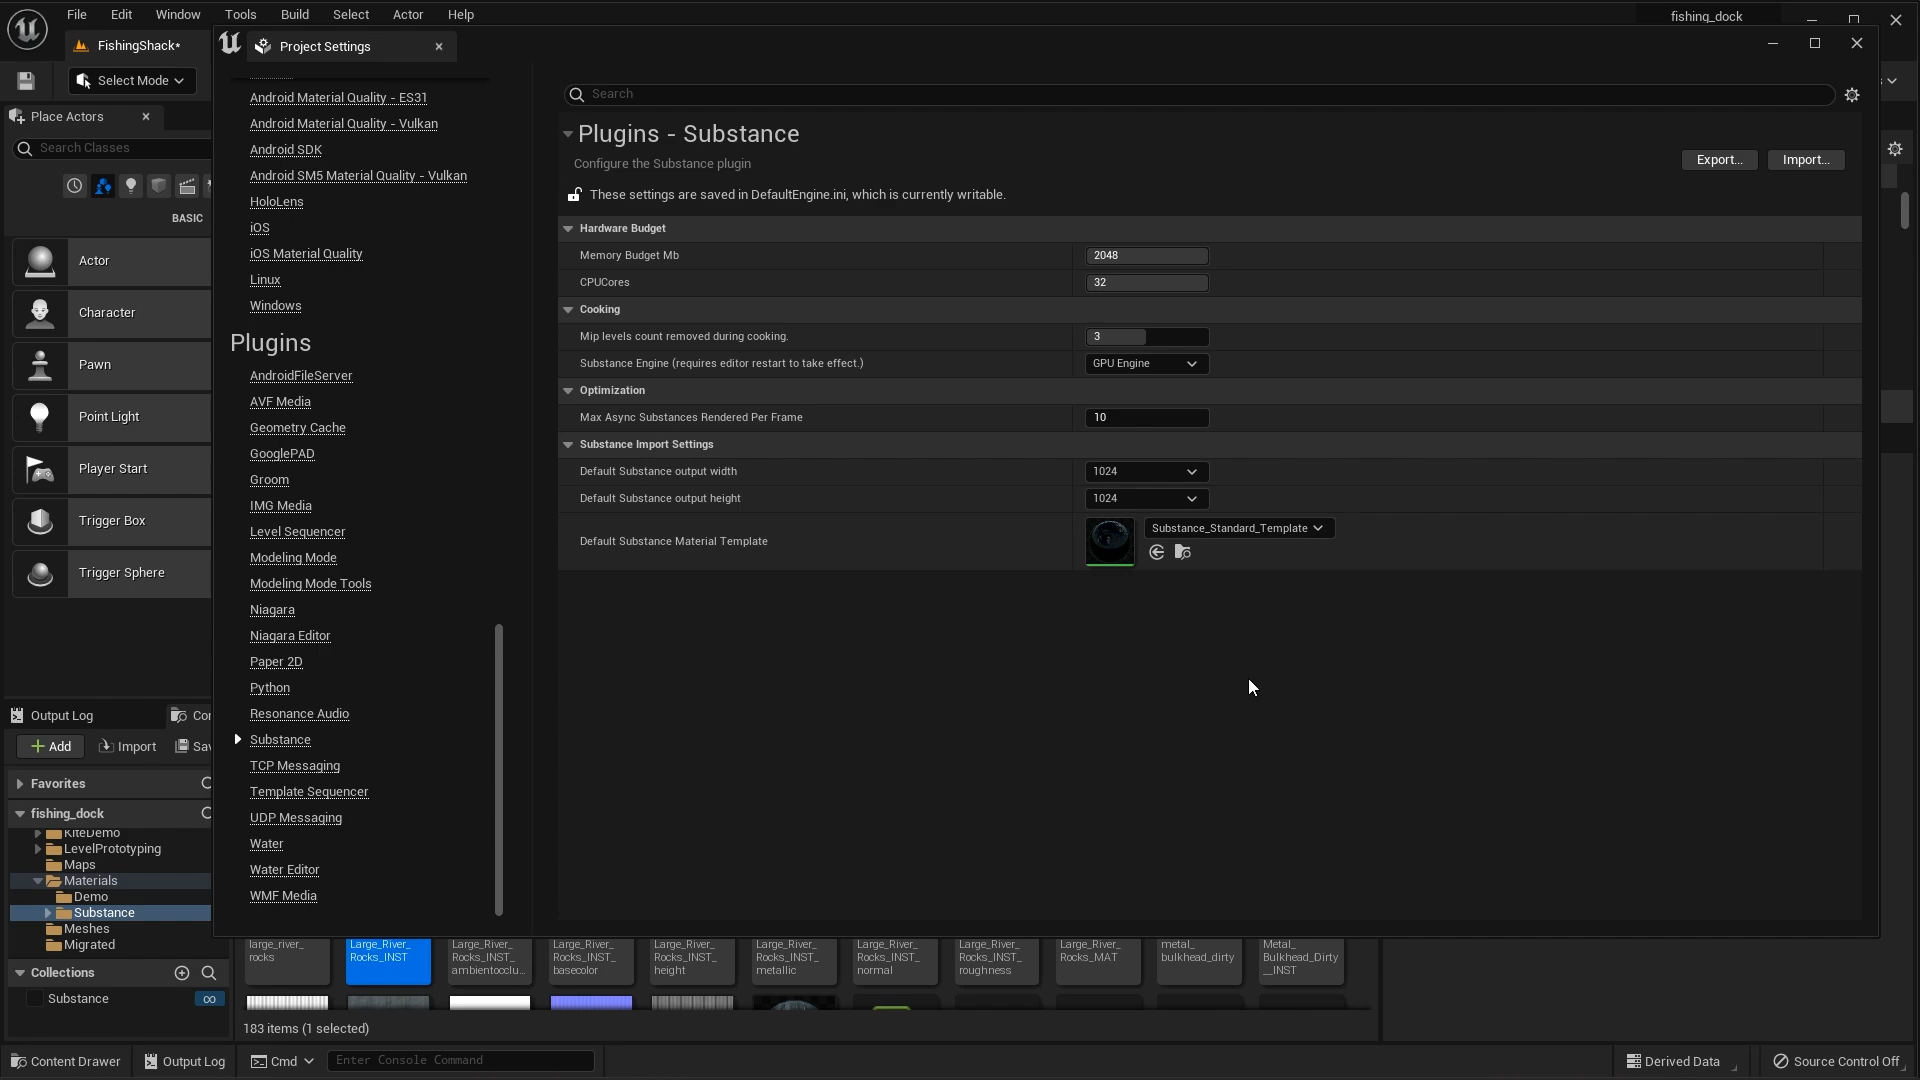 File Edit Window Tools Build Select Actor Help
fishing_dock
FishingShack*
Project Settings
Select Mode
Place Actors
Search Classes
BASIC
Actor
Character
Pawn
Point Light
Player Start
Trigger Box
Trigger Sphere
Output Log
Add
Import
Favorites
fishing_dock
KiteDemo
LevelPrototyping
Maps
Materials
Demo
Substance
Meshes
Migrated
Collections
Substance
Android Material Quality - ES31
Android Material Quality - Vulkan
Android SDK
Android SM5 Material Quality - Vulkan
HoloLens
iOS
iOS Material Quality
Linux
Windows
Plugins
AndroidFileServer
AVF Media
Geometry Cache
GooglePAD
Groom
IMG Media
Level Sequencer
Modeling Mode
Modeling Mode Tools
Niagara
Niagara Editor
Paper 2D
Python
Resonance Audio
Substance
TCP Messaging
Template Sequencer
UDP Messaging
Water
Water Editor
WMF Media
Search
Plugins - Substance
Configure the Substance plugin
Export... Import...
These settings are saved in DefaultEngine.ini, which is currently writable.
Hardware Budget
Memory Budget Mb 2048
CPUCores 32
Cooking
Mip levels count removed during cooking. 3
Substance Engine (requires editor restart to take effect.) GPU Engine
Optimization
Max Async Substances Rendered Per Frame 10
Substance Import Settings
Default Substance output width 1024
Default Substance output height 1024
Default Substance Material Template Substance_Standard_Template
large_river_
rocks
Large_River_
Rocks_INST
Large_River_
Rocks_INST_
ambientocclu...
Large_River_
Rocks_INST_
basecolor
Large_River_
Rocks_INST_
height
Large_River_
Rocks_INST_
metallic
Large_River_
Rocks_INST_
normal
Large_River_
Rocks_INST_
roughness
Large_River_
Rocks_MAT
metal_
bulkhead_dirty
Metal_
Bulkhead_Dirty
__INST
183 items (1 selected)
Content Drawer Output Log Cmd Enter Console Command Derived Data Source Control Off